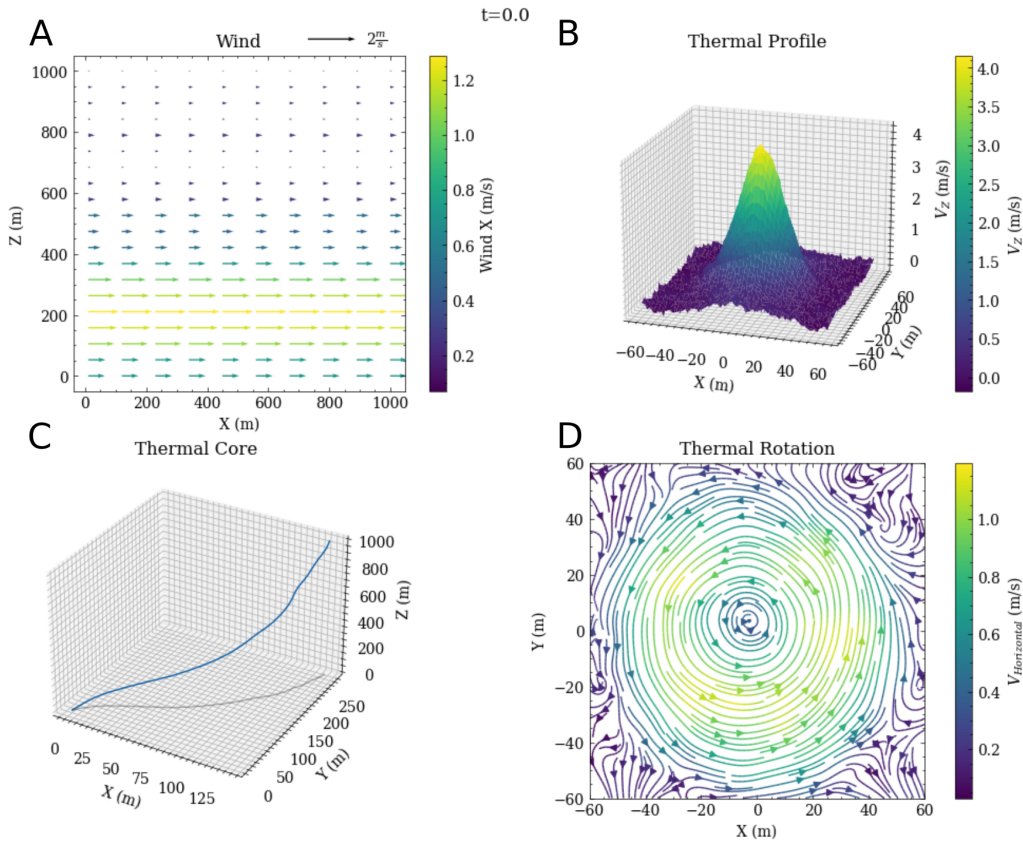 t=0.0
A
Wind
2 m/s
1000
800
600
400
200
0
Z (m)
0 200 400 600 800 1000
X (m)
1.2
1.0
0.8
0.6
0.4
0.2
Wind X (m/s)
B
Thermal Profile
4
3
2
1
0
V_Z (m/s)
−60 −40 −20 0 20 40 60
X (m)
60
40
20
0
−20
−40
−60
Y (m)
4.0
3.5
3.0
2.5
2.0
1.5
1.0
0.5
0.0
V_Z (m/s)
C
Thermal Core
1000
800
600
400
200
0
Z (m)
0 25 50 75 100 125
X (m)
250
200
150
100
50
0
Y (m)
D
Thermal Rotation
60
40
20
0
−20
−40
−60
Y (m)
−60 −40 −20 0 20 40 60
X (m)
1.0
0.8
0.6
0.4
0.2
V_Horizontal (m/s)